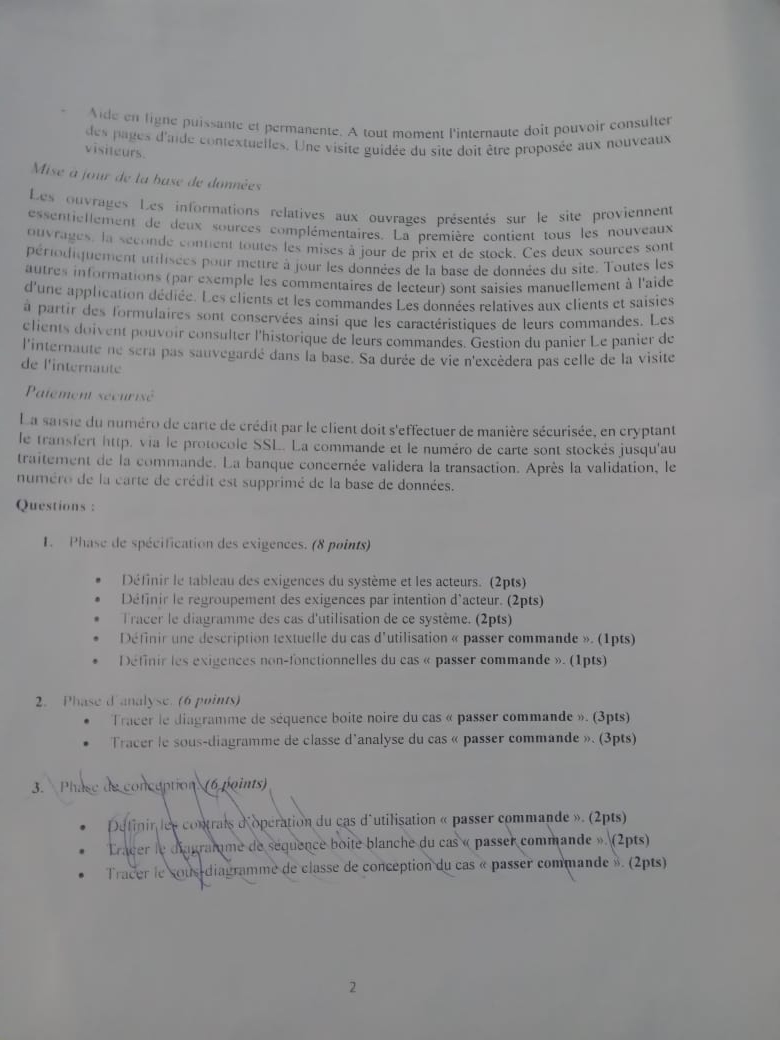 - Aide en ligne puissante et permanente. A tout moment l'internaute doit pouvoir consulter
des pages d'aide contextuelles. Une visite guidée du site doit être proposée aux nouveaux
visiteurs.
Mise à jour de la base de données
Les ouvrages Les informations relatives aux ouvrages présentés sur le site proviennent
essentiellement de deux sources complémentaires. La première contient tous les nouveaux
ouvrages, la seconde contient toutes les mises à jour de prix et de stock. Ces deux sources sont
périodiquement utilisées pour mettre à jour les données de la base de données du site. Toutes les
autres informations (par exemple les commentaires de lecteur) sont saisies manuellement à l'aide
d'une application dédiée. Les clients et les commandes Les données relatives aux clients et saisies
à partir des formulaires sont conservées ainsi que les caractéristiques de leurs commandes. Les
clients doivent pouvoir consulter l'historique de leurs commandes. Gestion du panier Le panier de
l'internaute ne sera pas sauvegardé dans la base. Sa durée de vie n'excédera pas celle de la visite
de l'internaute
Paiement sécurisé
La saisie du numéro de carte de crédit par le client doit s'effectuer de manière sécurisée, en cryptant
le transfert http. via le protocole SSL. La commande et le numéro de carte sont stockés jusqu'au
traitement de la commande. La banque concernée validera la transaction. Après la validation, le
numéro de la carte de crédit est supprimé de la base de données.
Questions :
1. Phase de spécification des exigences. (8 points)
• Définir le tableau des exigences du système et les acteurs. (2pts)
• Définir le regroupement des exigences par intention d'acteur. (2pts)
• Tracer le diagramme des cas d'utilisation de ce système. (2pts)
• Définir une description textuelle du cas d'utilisation « passer commande ». (1pts)
• Définir les exigences non-fonctionnelles du cas « passer commande ». (1pts)
2. Phase d'analyse. (6 points)
• Tracer le diagramme de séquence boite noire du cas « passer commande ». (3pts)
• Tracer le sous-diagramme de classe d'analyse du cas « passer commande ». (3pts)
3. Phase de conception. (6 points)
• Définir les contrats d'opération du cas d'utilisation « passer commande ». (2pts)
• Tracer le diagramme de séquence boite blanche du cas « passer commande ». (2pts)
• Tracer le sous-diagramme de classe de conception du cas « passer commande ». (2pts)
2